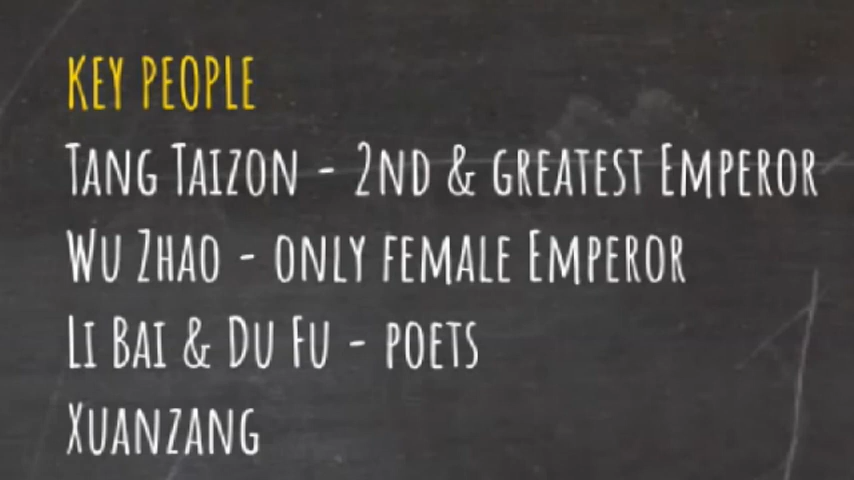 KEY PEOPLE
TANG TAIZON - 2ND & GREATEST EMPEROR
WU ZHAO - ONLY FEMALE EMPEROR
LI BAI & DU FU - POETS
XUANZANG